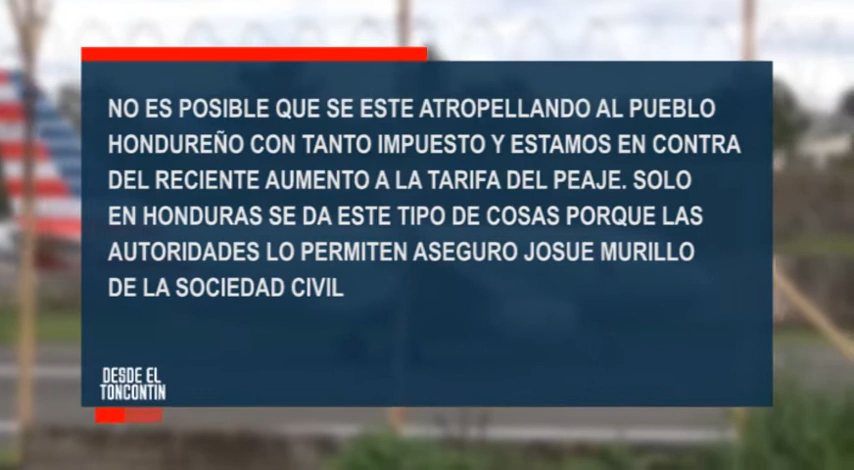 NO ES POSIBLE QUE SE ESTE ATROPELLANDO AL PUEBLO
HONDUREÑO CON TANTO IMPUESTO Y ESTAMOS EN CONTRA
DEL RECIENTE AUMENTO A LA TARIFA DEL PEAJE. SOLO
EN HONDURAS SE DA ESTE TIPO DE COSAS PORQUE LAS
AUTORIDADES LO PERMITEN ASEGURO JOSUE MURILLO
DE LA SOCIEDAD CIVIL
DESDE EL
TONCONTIN